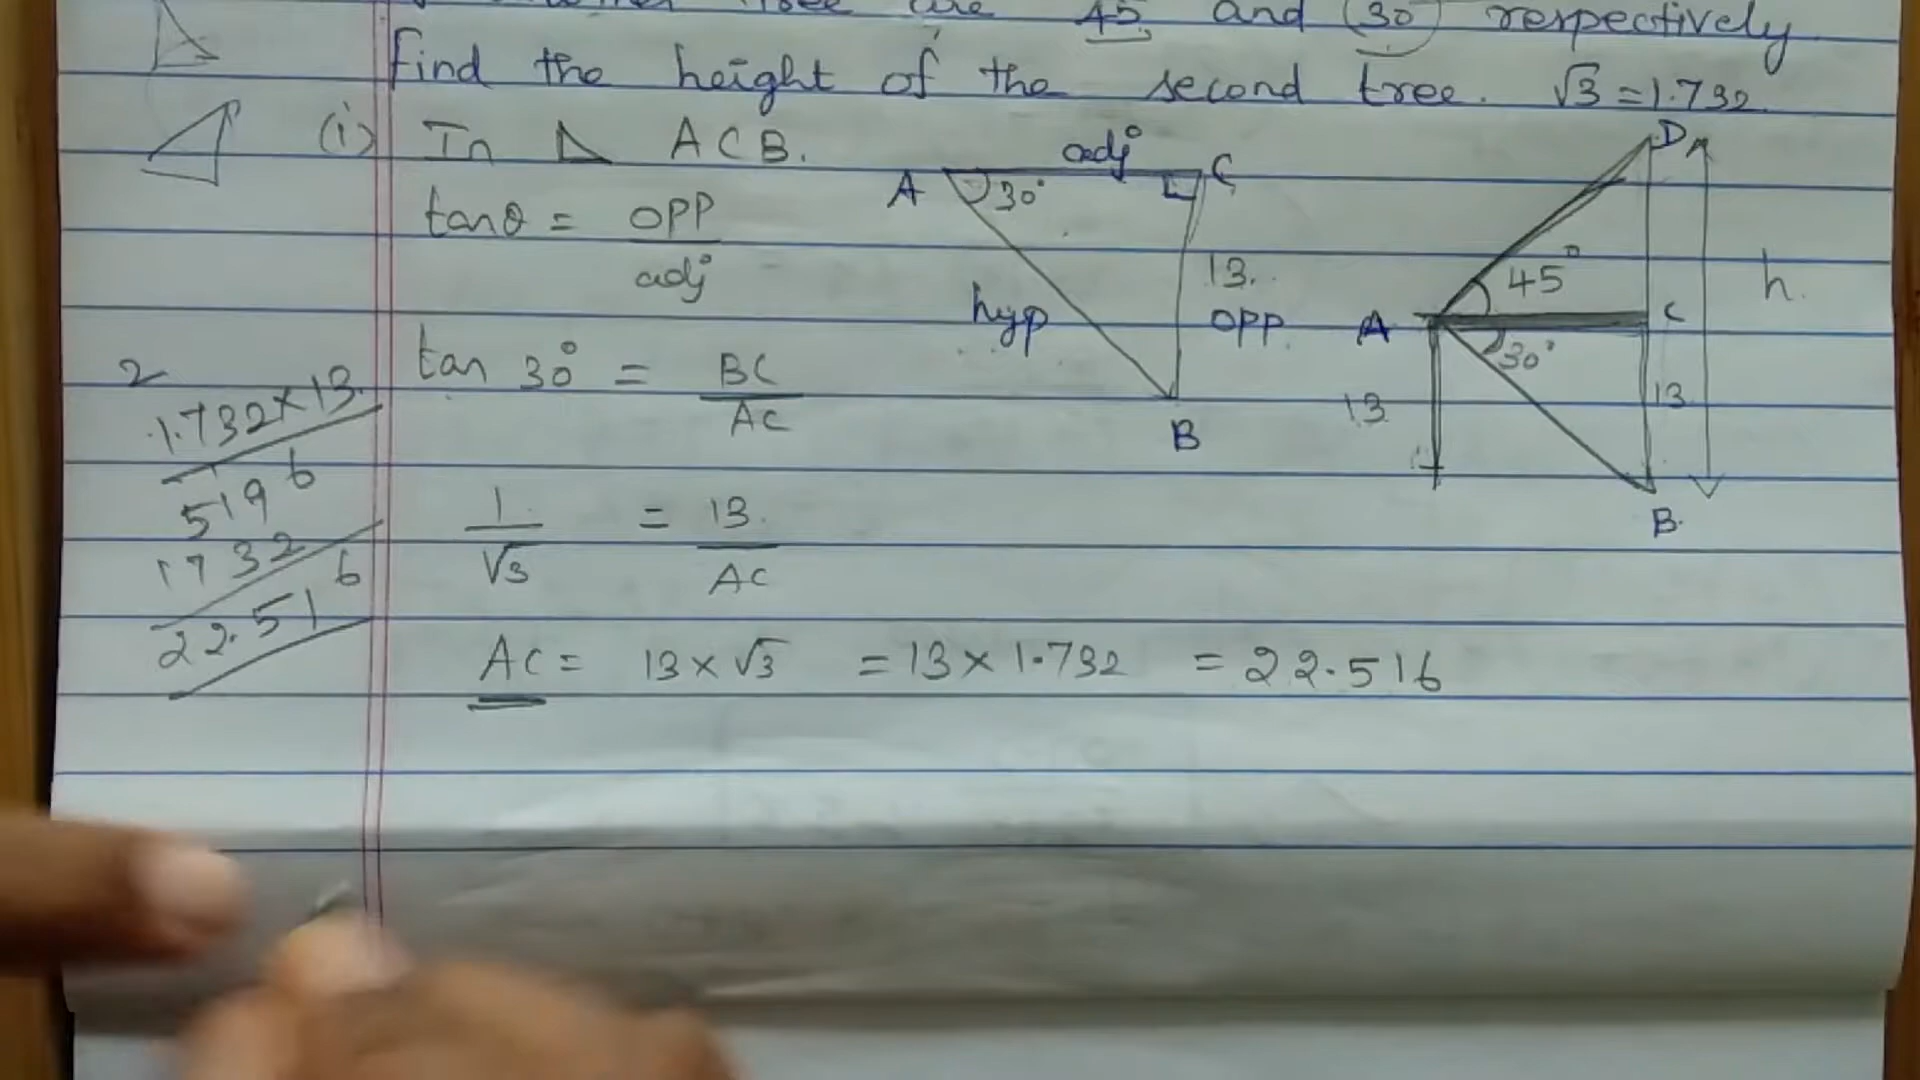 are 45 and (30) respectively
find the height of the second tree. √3 = 1.732
(i) In △ ACB.
tanθ = opp / adj
tan 30° = BC / AC
1 / √3 = 13 / AC
AC = 13 × √3 = 13 × 1.732 = 22.516
2
1.732 × 13
5196
1732
22.516
adj
A 30° C
13.
hyp opp
B
D
45° h.
A C
30°
13 13
B.